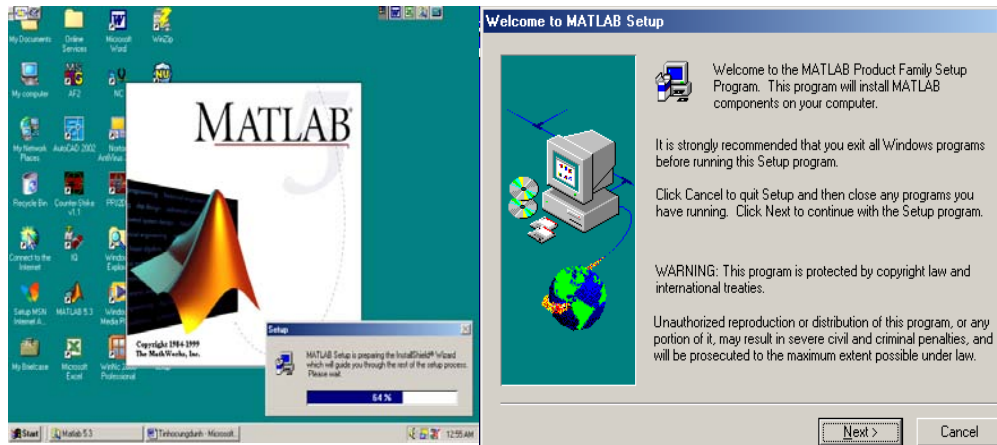 My Documents
Online
Services
Microsoft
Word
WinZip
My computer
AF2
NC
My Network
Places
AutoCAD 2002
Norton
AntiVirus
Recycle Bin
Counter-Strike
v1.1
Connect to the
Internet
IQ
Setup MSN
Internet A...
MATLAB 5.3
My Briefcase
Microsoft
Excel
Professional
MATLAB
5
Copyright 1984-1999
The MathWorks, Inc.
Setup
MATLAB Setup is preparing the InstallShield® Wizard
which will guide you through the rest of the setup process.
Please wait.
64 %
Start
Matlab 5.3
Tinhocungdunh - Microsoft...
12:55 AM
Welcome to MATLAB Setup
Welcome to the MATLAB Product Family Setup
Program. This program will install MATLAB
components on your computer.
It is strongly recommended that you exit all Windows programs
before running this Setup program.
Click Cancel to quit Setup and then close any programs you
have running. Click Next to continue with the Setup program.
WARNING: This program is protected by copyright law and
international treaties.
Unauthorized reproduction or distribution of this program, or any
portion of it, may result in severe civil and criminal penalties, and
will be prosecuted to the maximum extent possible under law.
Next >
Cancel